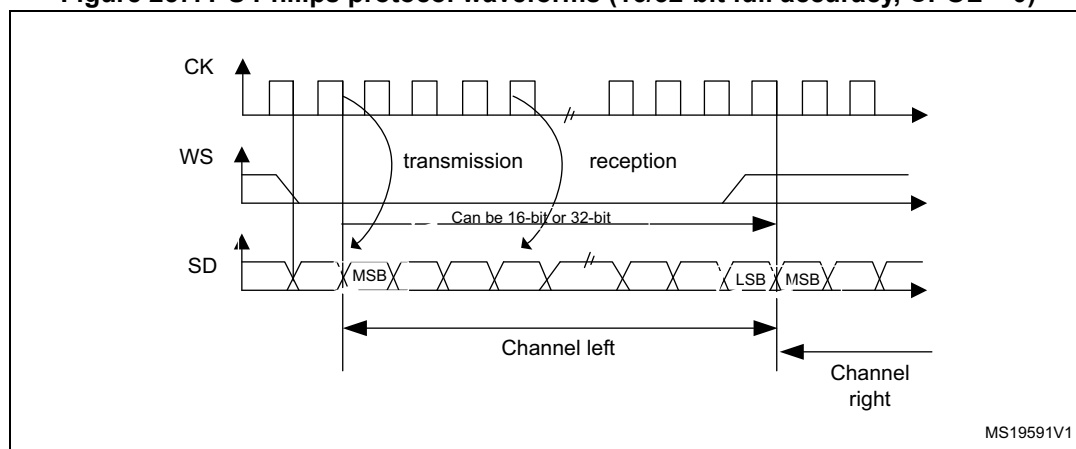 CK
WS
transmission
reception
Can be 16-bit or 32-bit
SD
MSB
LSB
MSB
Channel left
Channel
right
MS19591V1